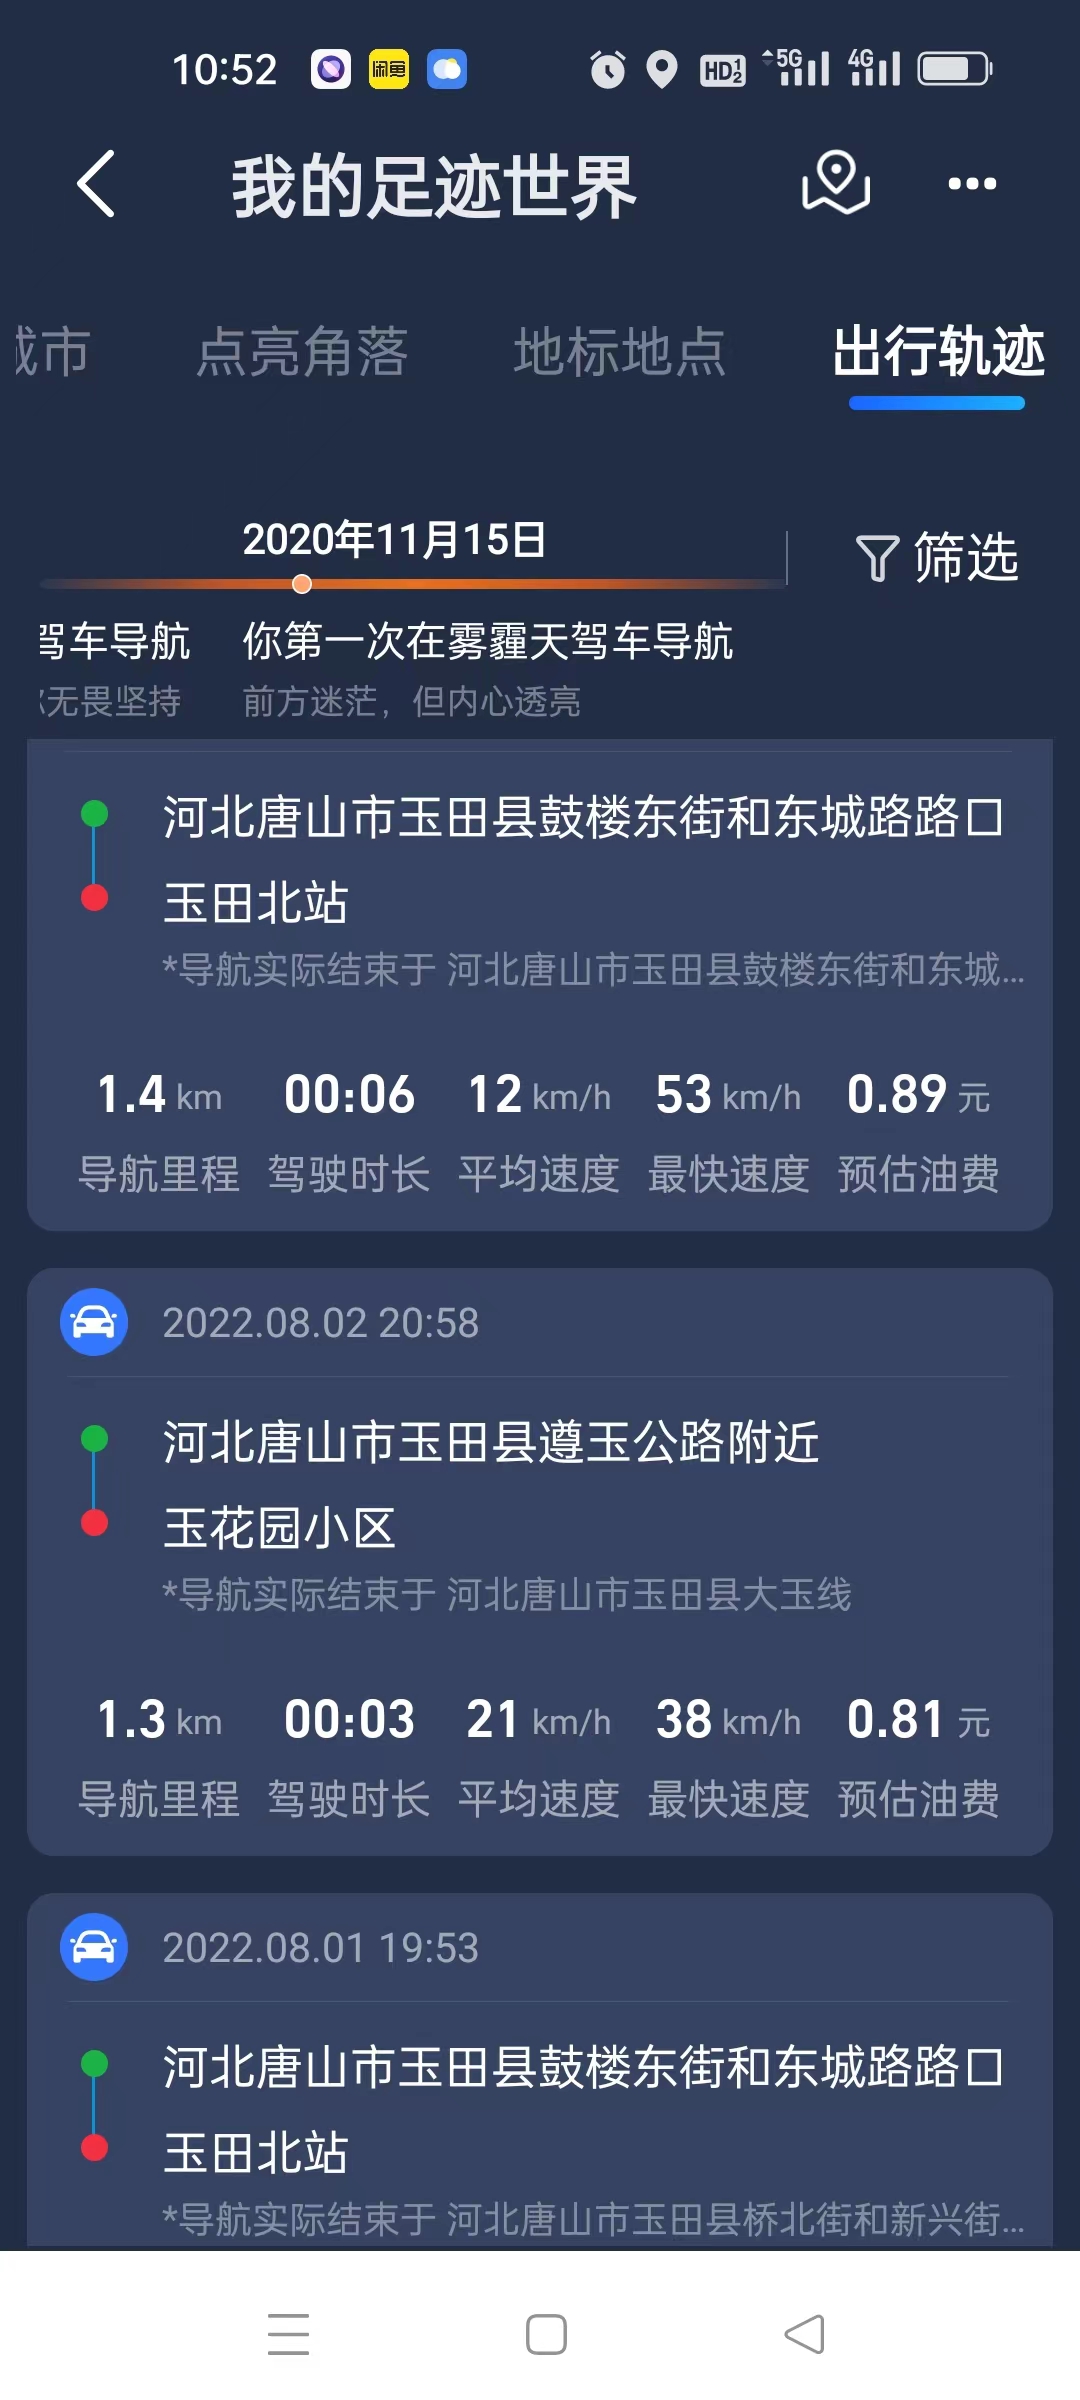 10:52 闲鱼 HD 1 2 5G 4G
我的足迹世界
城市 点亮角落 地标地点 出行轨迹
2020年11月15日
筛选
驾车导航 你第一次在雾霾天驾车导航
无畏坚持 前方迷茫，但内心透亮
河北唐山市玉田县鼓楼东街和东城路路口
玉田北站
*导航实际结束于 河北唐山市玉田县鼓楼东街和东城...
1.4 km 00:06 12 km/h 53 km/h 0.89 元
导航里程 驾驶时长 平均速度 最快速度 预估油费
2022.08.02 20:58
河北唐山市玉田县遵玉公路附近
玉花园小区
*导航实际结束于 河北唐山市玉田县大玉线
1.3 km 00:03 21 km/h 38 km/h 0.81 元
导航里程 驾驶时长 平均速度 最快速度 预估油费
2022.08.01 19:53
河北唐山市玉田县鼓楼东街和东城路路口
玉田北站
*导航实际结束于 河北唐山市玉田县桥北街和新兴街...